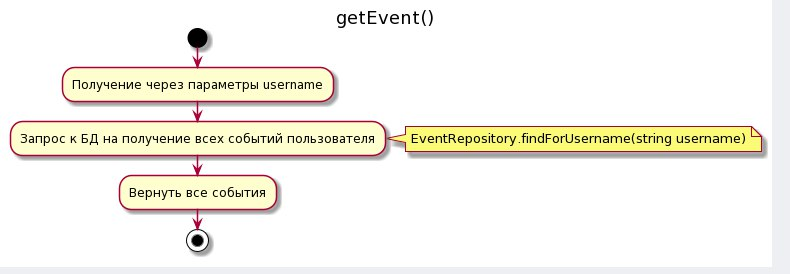 getEvent()
Получение через параметры username
Запрос к БД на получение всех событий пользователя
EventRepository.findForUsername(string username)
Вернуть все события